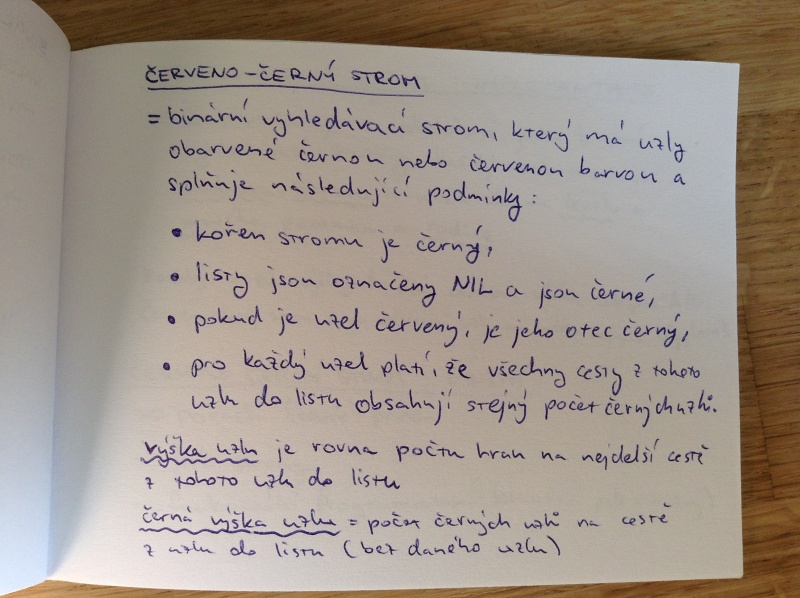 ČERVENO-ČERNÝ STROM
= binární vyhledávací strom, který má uzly
obarvené černou nebo červenou barvou a
splňuje následující podmínky:
• kořen stromu je černý,
• listy jsou označeny NIL a jsou černé,
• pokud je uzel červený, je jeho otec černý,
• pro každý uzel platí, že všechny cesty z tohoto
uzlu do listu obsahují stejný počet černých uzlů.
výška uzlu je rovna počtu hran na nejdelší cestě
z tohoto uzlu do listu
černá výška uzlu = počet černých uzlů na cestě
z uzlu do listu (bez daného uzlu)